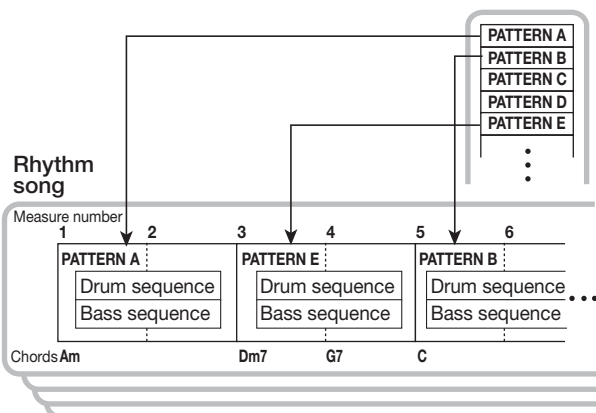 PATTERN A
PATTERN B
PATTERN C
PATTERN D
PATTERN E
Rhythm
song
Measure number
1 2 3 4 5 6
PATTERN A PATTERN E PATTERN B
Drum sequence Drum sequence Drum sequence
Bass sequence Bass sequence Bass sequence
Chords Am Dm7 G7 C